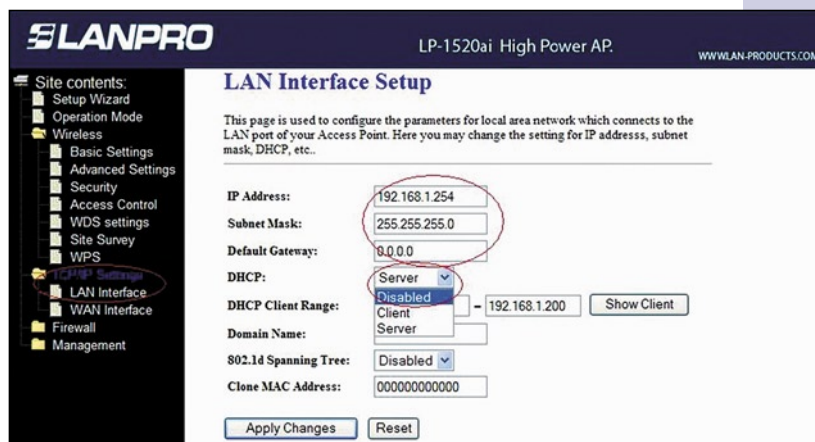 SLANPRO
LP-1520ai High Power AP.
WWW.LAN-PRODUCTS.COM
Site contents:
Setup Wizard
Operation Mode
Wireless
Basic Settings
Advanced Settings
Security
Access Control
WDS settings
Site Survey
WPS
TCP/IP Settings
LAN Interface
WAN Interface
Firewall
Management
LAN Interface Setup
This page is used to configure the parameters for local area network which connects to the
LAN port of your Access Point. Here you may change the setting for IP addresss, subnet
mask, DHCP, etc..
IP Address: 192.168.1.254
Subnet Mask: 255.255.255.0
Default Gateway: 0.0.0.0
DHCP: Server
Disabled
Client
Server
DHCP Client Range: – 192.168.1.200 Show Client
Domain Name:
802.1d Spanning Tree: Disabled
Clone MAC Address: 000000000000
Apply Changes Reset